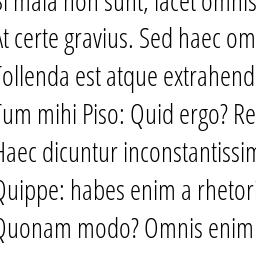 Si mala non sunt, iacet omnis
At certe gravius. Sed haec om
Tollenda est atque extrahend
Tum mihi Piso: Quid ergo? Re
Haec dicuntur inconstantissim
Quippe: habes enim a rhetor
Quonam modo? Omnis enim